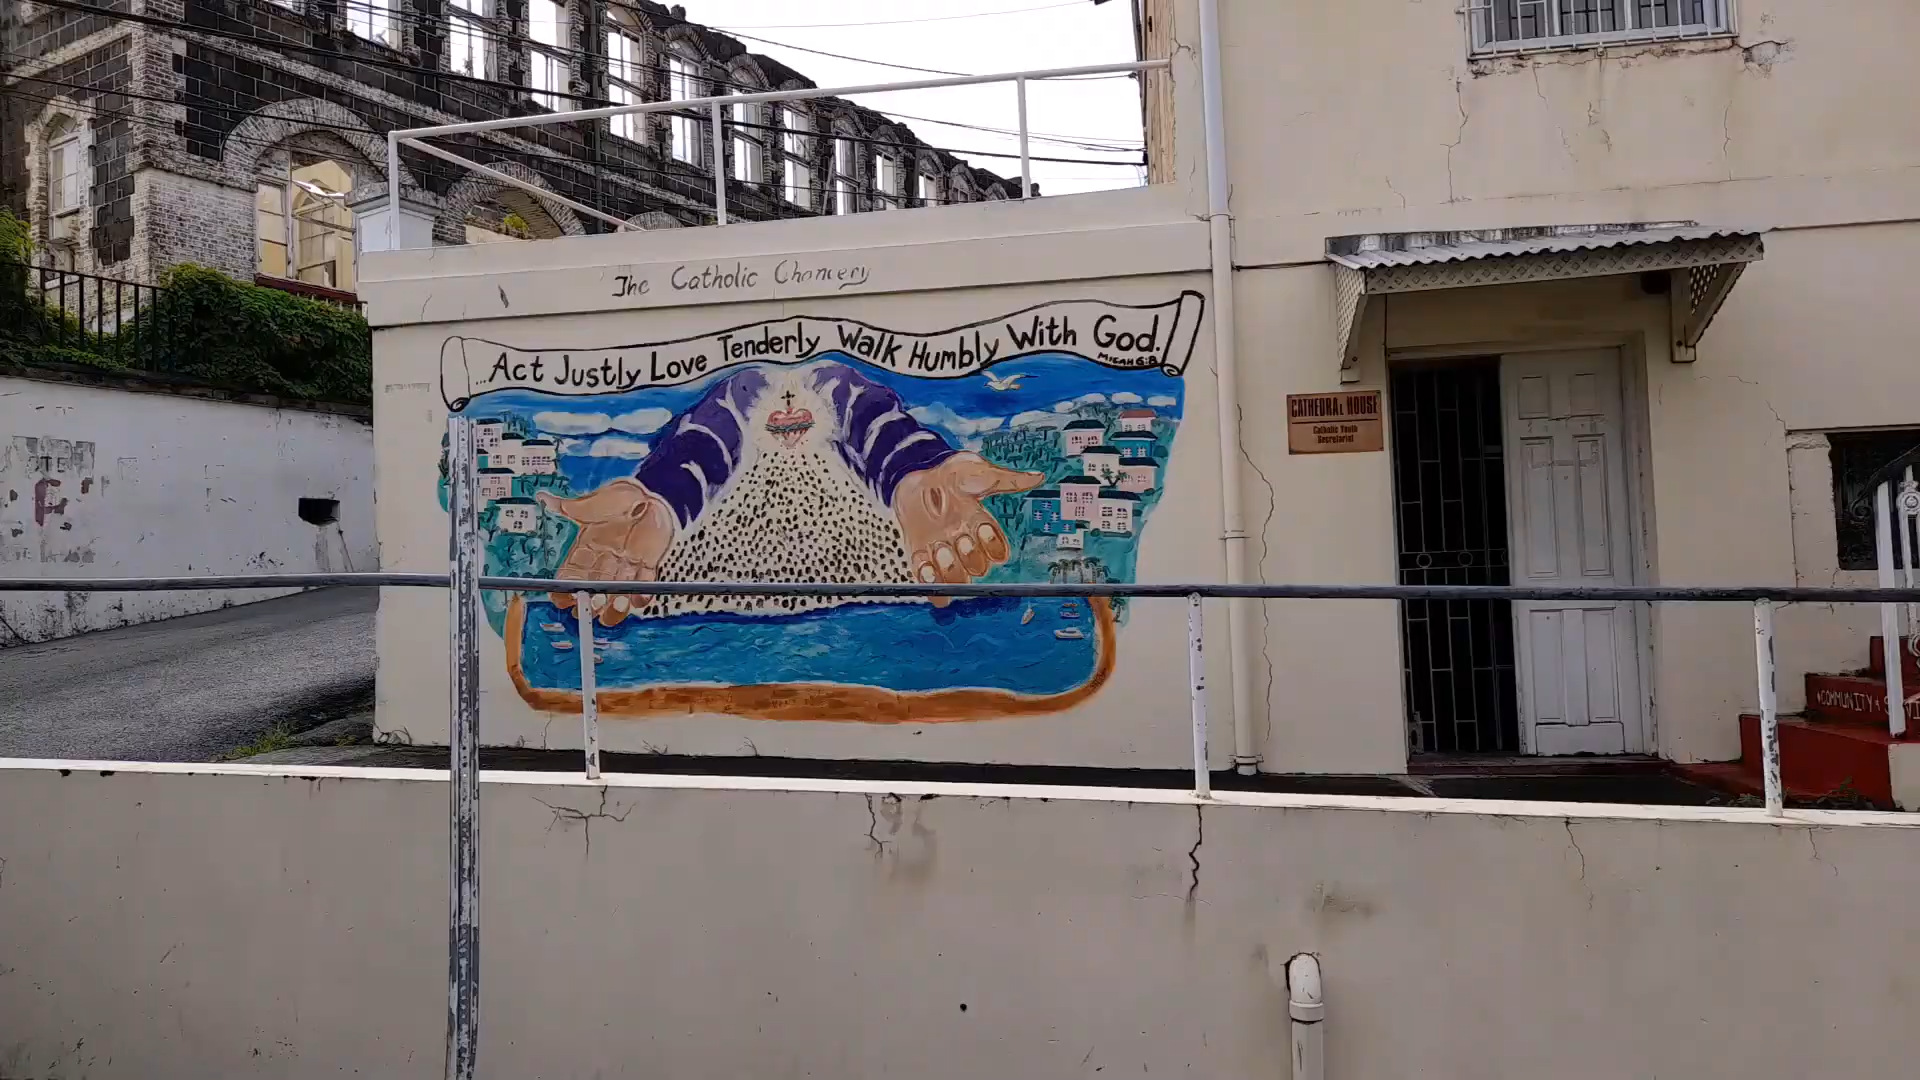 The Catholic Chancery
...Act Justly Love Tenderly Walk Humbly With God.
MICAH 6:8
CATHEDRAL HOUSE
Catholic Youth
Secretariat
COMMUNITY &